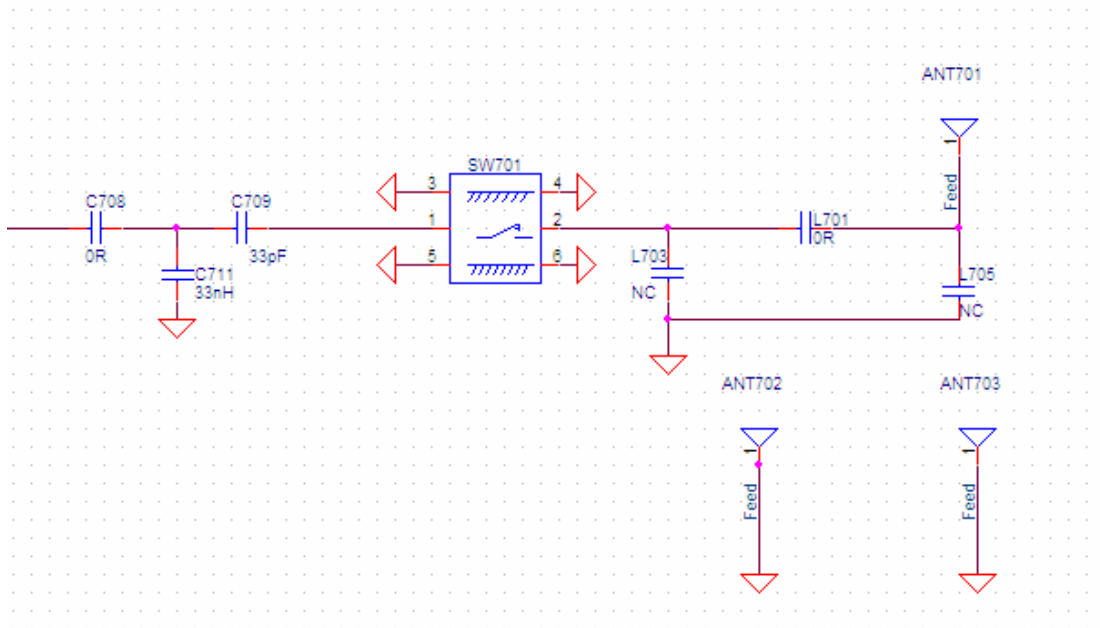 ANT701
1
Feed
SW701
3
4
C708
C709
1
2
L701
0R
0R
33pF
5
6
L703
C711
33nH
NC
L705
NC
ANT702
ANT703
1
1
Feed
Feed